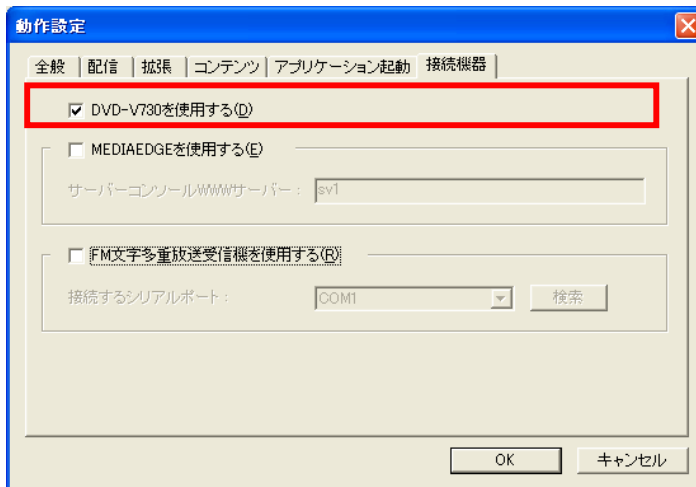 動作設定
全般 配信 拡張 コンテンツ アプリケーション起動 接続機器
DVD-V730を使用する(D)
MEDIAEDGEを使用する(E)
サーバーコンソールWWWサーバー: sv1
FM文字多重放送受信機を使用する(R)
接続するシリアルポート: COM1 検索
OK キャンセル